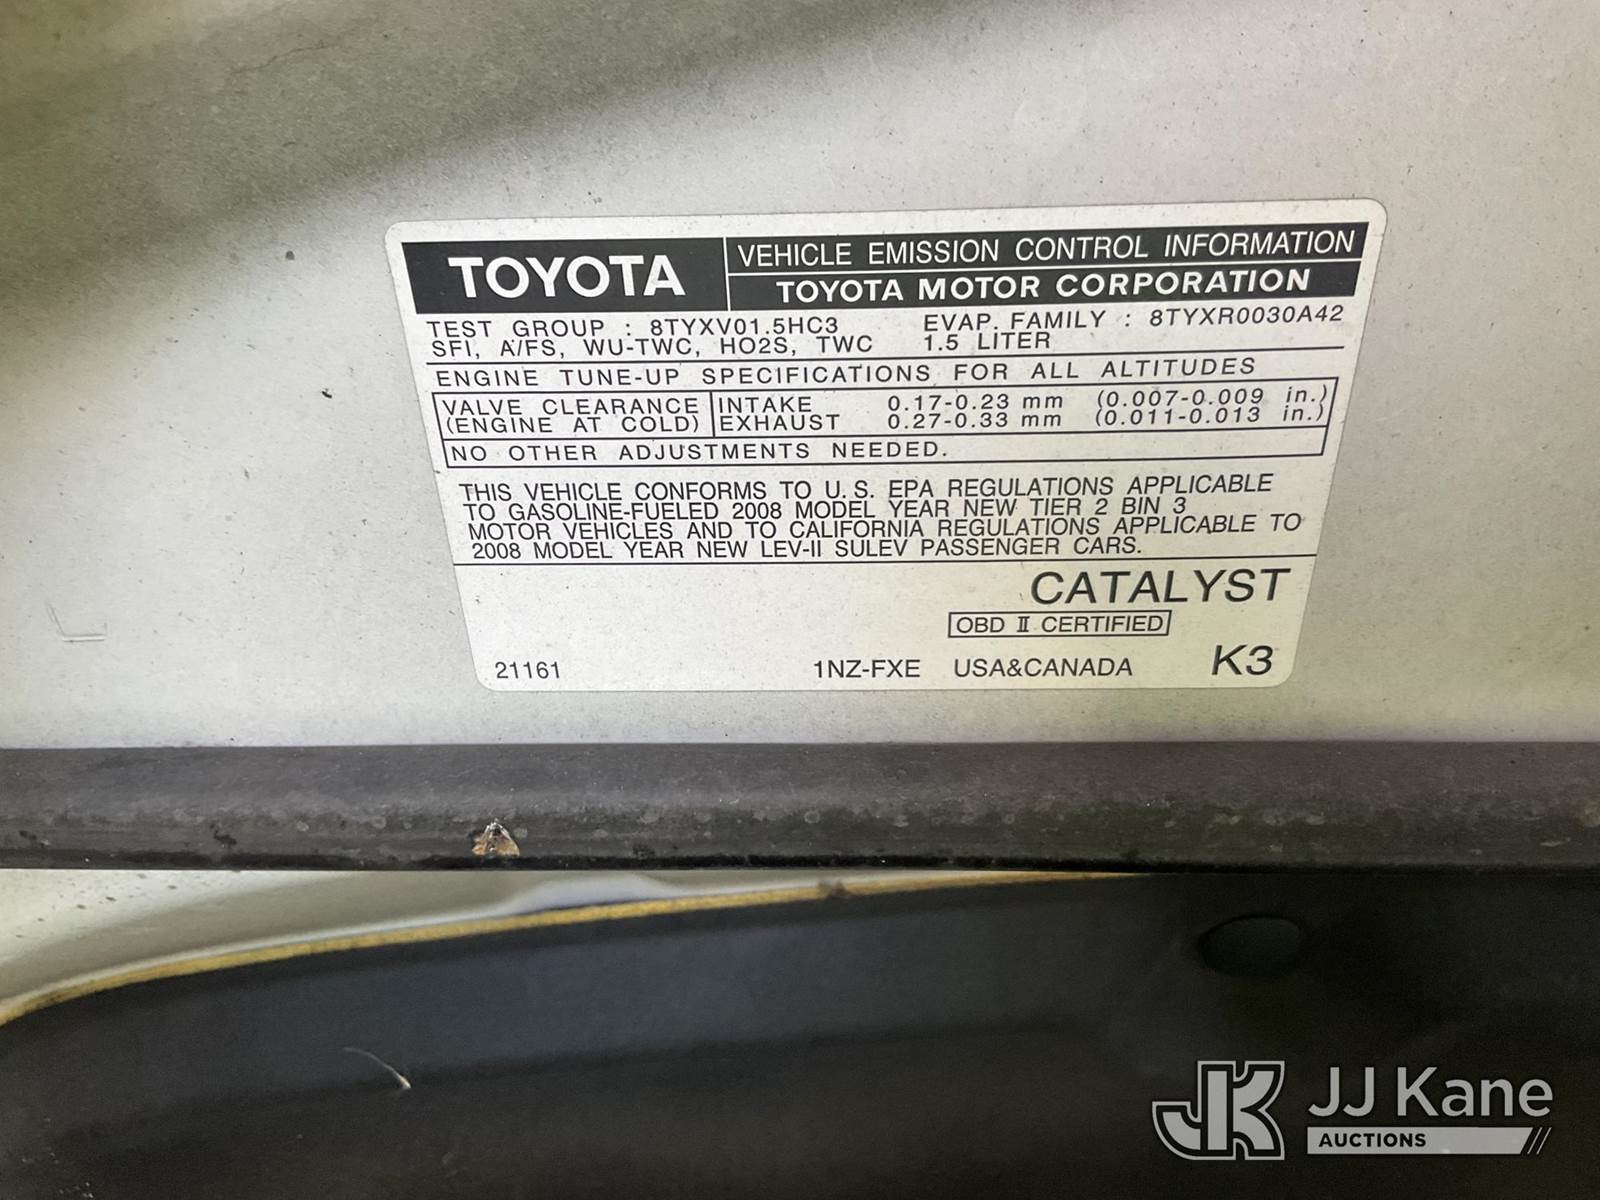 TOYOTA
VEHICLE EMISSION CONTROL INFORMATION
TOYOTA MOTOR CORPORATION
TEST GROUP : 8TYXV01.5HC3 EVAP. FAMILY : 8TYXR0030A42
SFI, A/FS, WU-TWC, HO2S, TWC 1.5 LITER
ENGINE TUNE-UP SPECIFICATIONS FOR ALL ALTITUDES
VALVE CLEARANCE INTAKE 0.17-0.23 mm (0.007-0.009 in.)
(ENGINE AT COLD) EXHAUST 0.27-0.33 mm (0.011-0.013 in.)
NO OTHER ADJUSTMENTS NEEDED.
THIS VEHICLE CONFORMS TO U.S. EPA REGULATIONS APPLICABLE
TO GASOLINE-FUELED 2008 MODEL YEAR NEW TIER 2 BIN 3
MOTOR VEHICLES AND TO CALIFORNIA REGULATIONS APPLICABLE TO
2008 MODEL YEAR NEW LEV-II SULEV PASSENGER CARS.
CATALYST
OBD II CERTIFIED
21161 1NZ-FXE USA&CANADA K3
JK JJ Kane
AUCTIONS